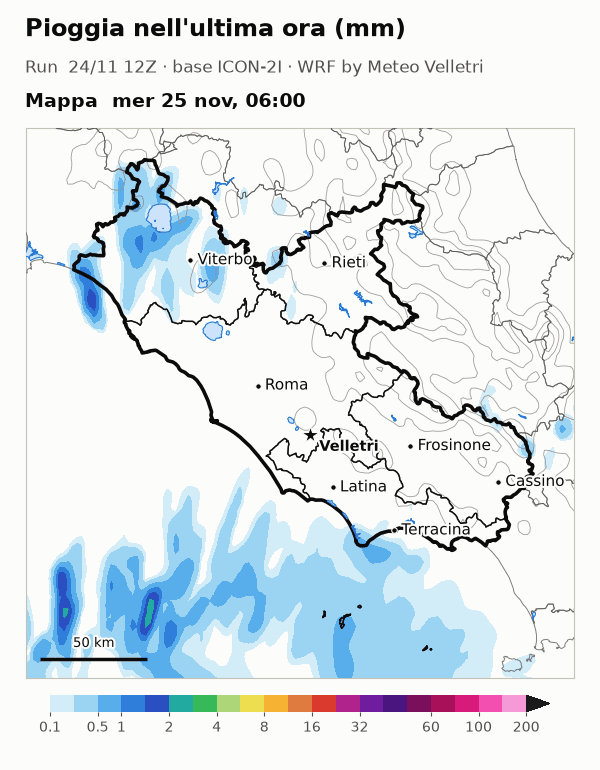 Pioggia nell'ultima ora (mm)
Run  24/11 12Z · base ICON-2I · WRF by Meteo Velletri
Mappa  mer 25 nov, 06:00
Viterbo
Rieti
Roma
Velletri
Frosinone
Latina
Cassino
Terracina
50 km
0.1 0.5 1 2 4 8 16 32 60 100 200